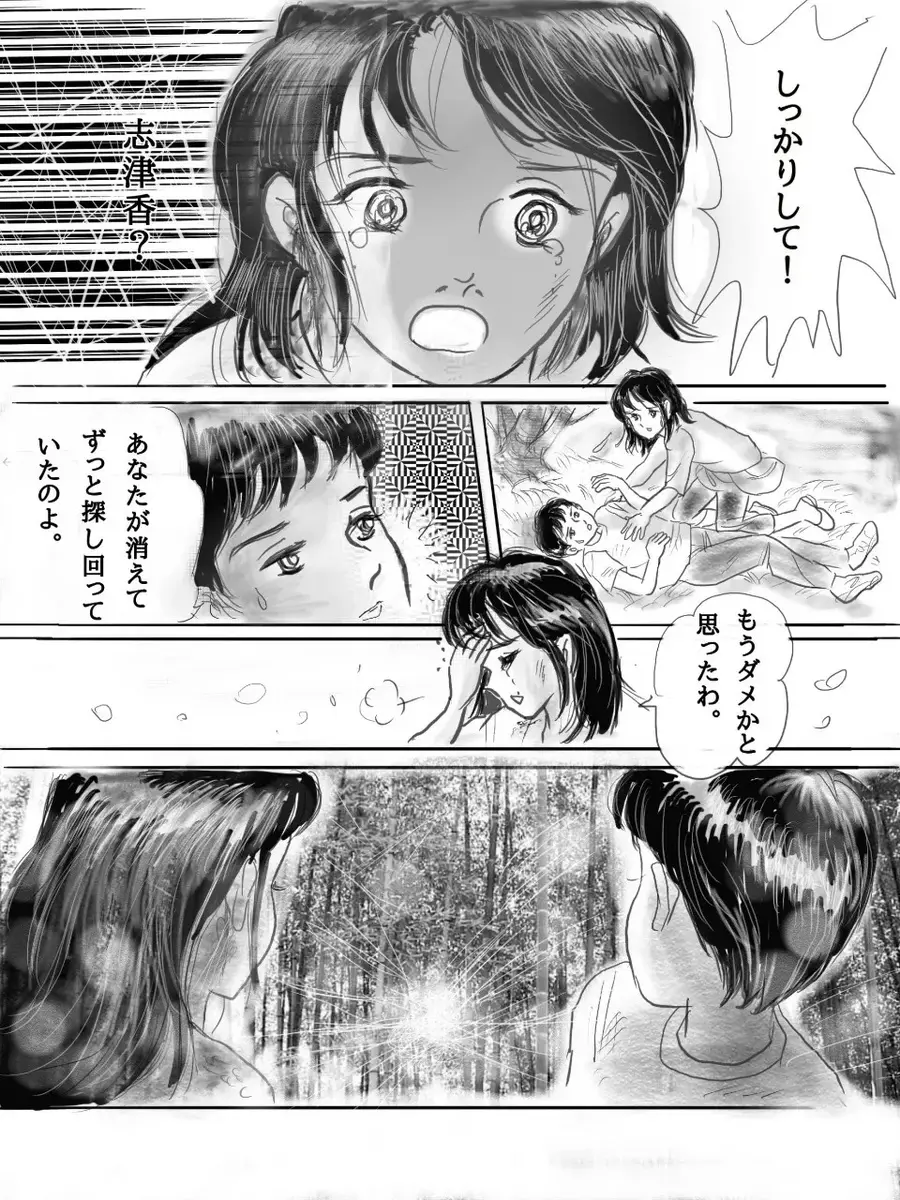 しっかりして！
志津香？
あなたが消えて
ずっと探し回って
いたのよ。
もうダメかと
思ったわ。